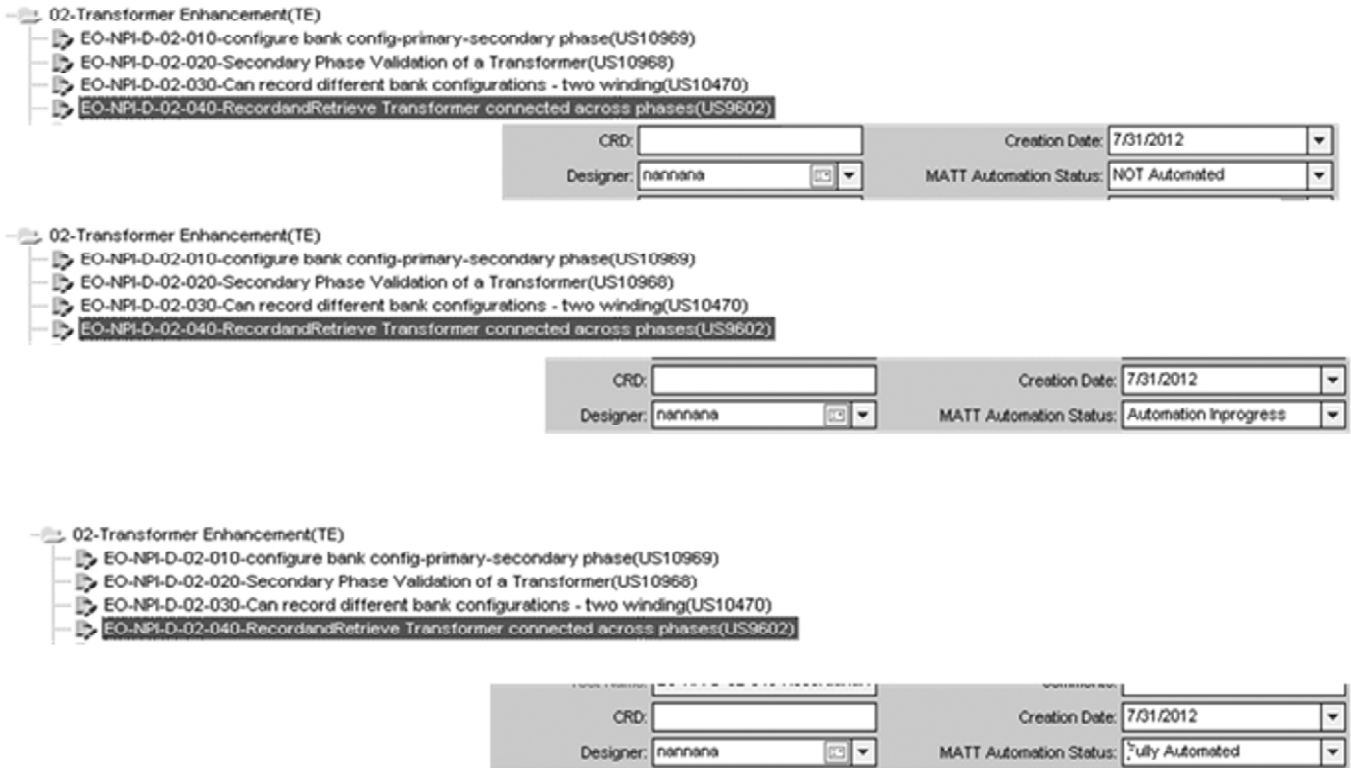 02-Transformer Enhancement(TE)
EO-NPI-D-02-010-configure bank config-primary-secondary phase(US10969)
EO-NPI-D-02-020-Secondary Phase Validation of a Transformer(US10968)
EO-NPI-D-02-030-Can record different bank configurations - two winding(US10470)
EO-NPI-D-02-040-RecordandRetrieve Transformer connected across phases(US9602)
CRD: Creation Date: 7/31/2012
Designer: nannana MATT Automation Status: NOT Automated
02-Transformer Enhancement(TE)
EO-NPI-D-02-010-configure bank config-primary-secondary phase(US10969)
EO-NPI-D-02-020-Secondary Phase Validation of a Transformer(US10968)
EO-NPI-D-02-030-Can record different bank configurations - two winding(US10470)
EO-NPI-D-02-040-RecordandRetrieve Transformer connected across phases(US9602)
CRD: Creation Date: 7/31/2012
Designer: nannana MATT Automation Status: Automation Inprogress
02-Transformer Enhancement(TE)
EO-NPI-D-02-010-configure bank config-primary-secondary phase(US10969)
EO-NPI-D-02-020-Secondary Phase Validation of a Transformer(US10968)
EO-NPI-D-02-030-Can record different bank configurations - two winding(US10470)
EO-NPI-D-02-040-RecordandRetrieve Transformer connected across phases(US9602)
CRD: Creation Date: 7/31/2012
Designer: nannana MATT Automation Status: Fully Automated